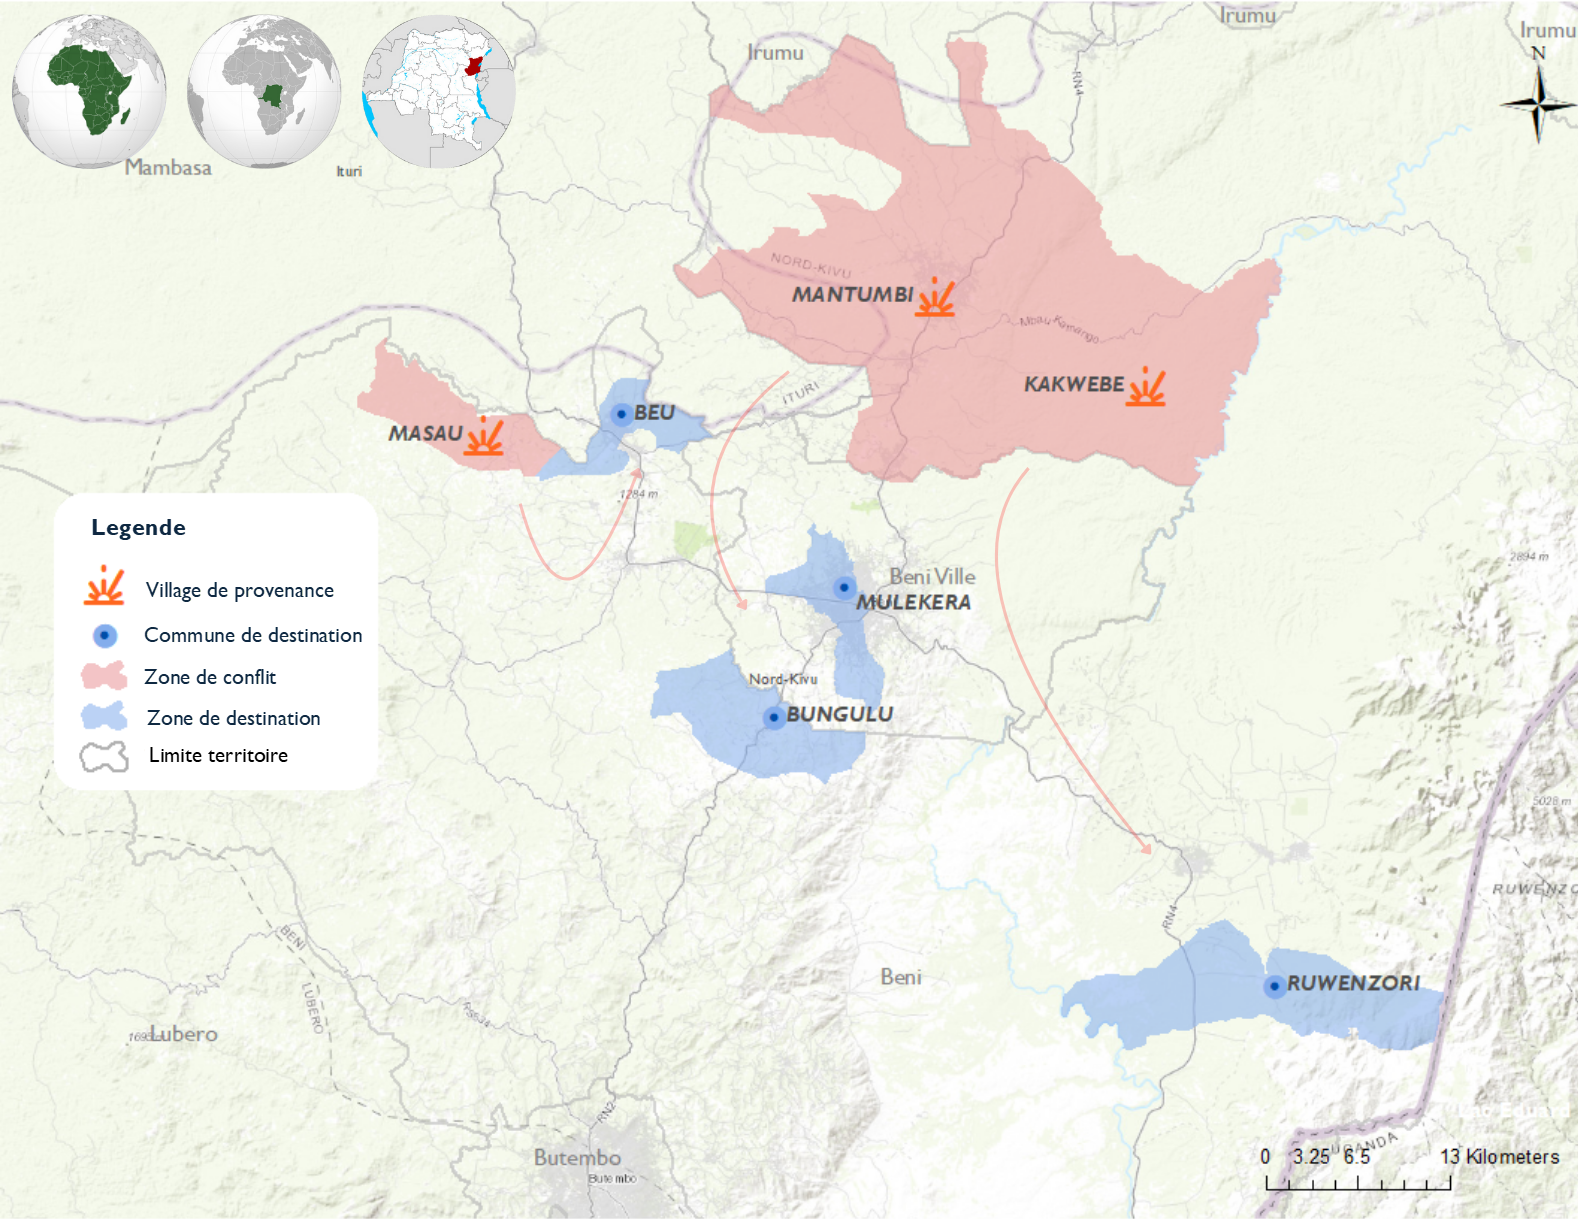 Irumu
Irumu
Irumu
N
RN4
Mambasa
Ituri
NORD-KIVU
MANTUMBI
Mbau-Kamango
KAKWEBE
ITURI
BEU
MASAU
1284 m
Legende
Village de provenance
Commune de destination
Zone de conflit
Zone de destination
Limite territoire
2894 m
Beni Ville
MULEKERA
Nord-Kivu
BUNGULU
5028 m
RUWENZO
RN4
BENI
LUBERO
Beni
RUWENZORI
1695 m
Lubero
RN2
Butembo
Butembo
UGANDA
0 3.25 6.5 13 Kilometers